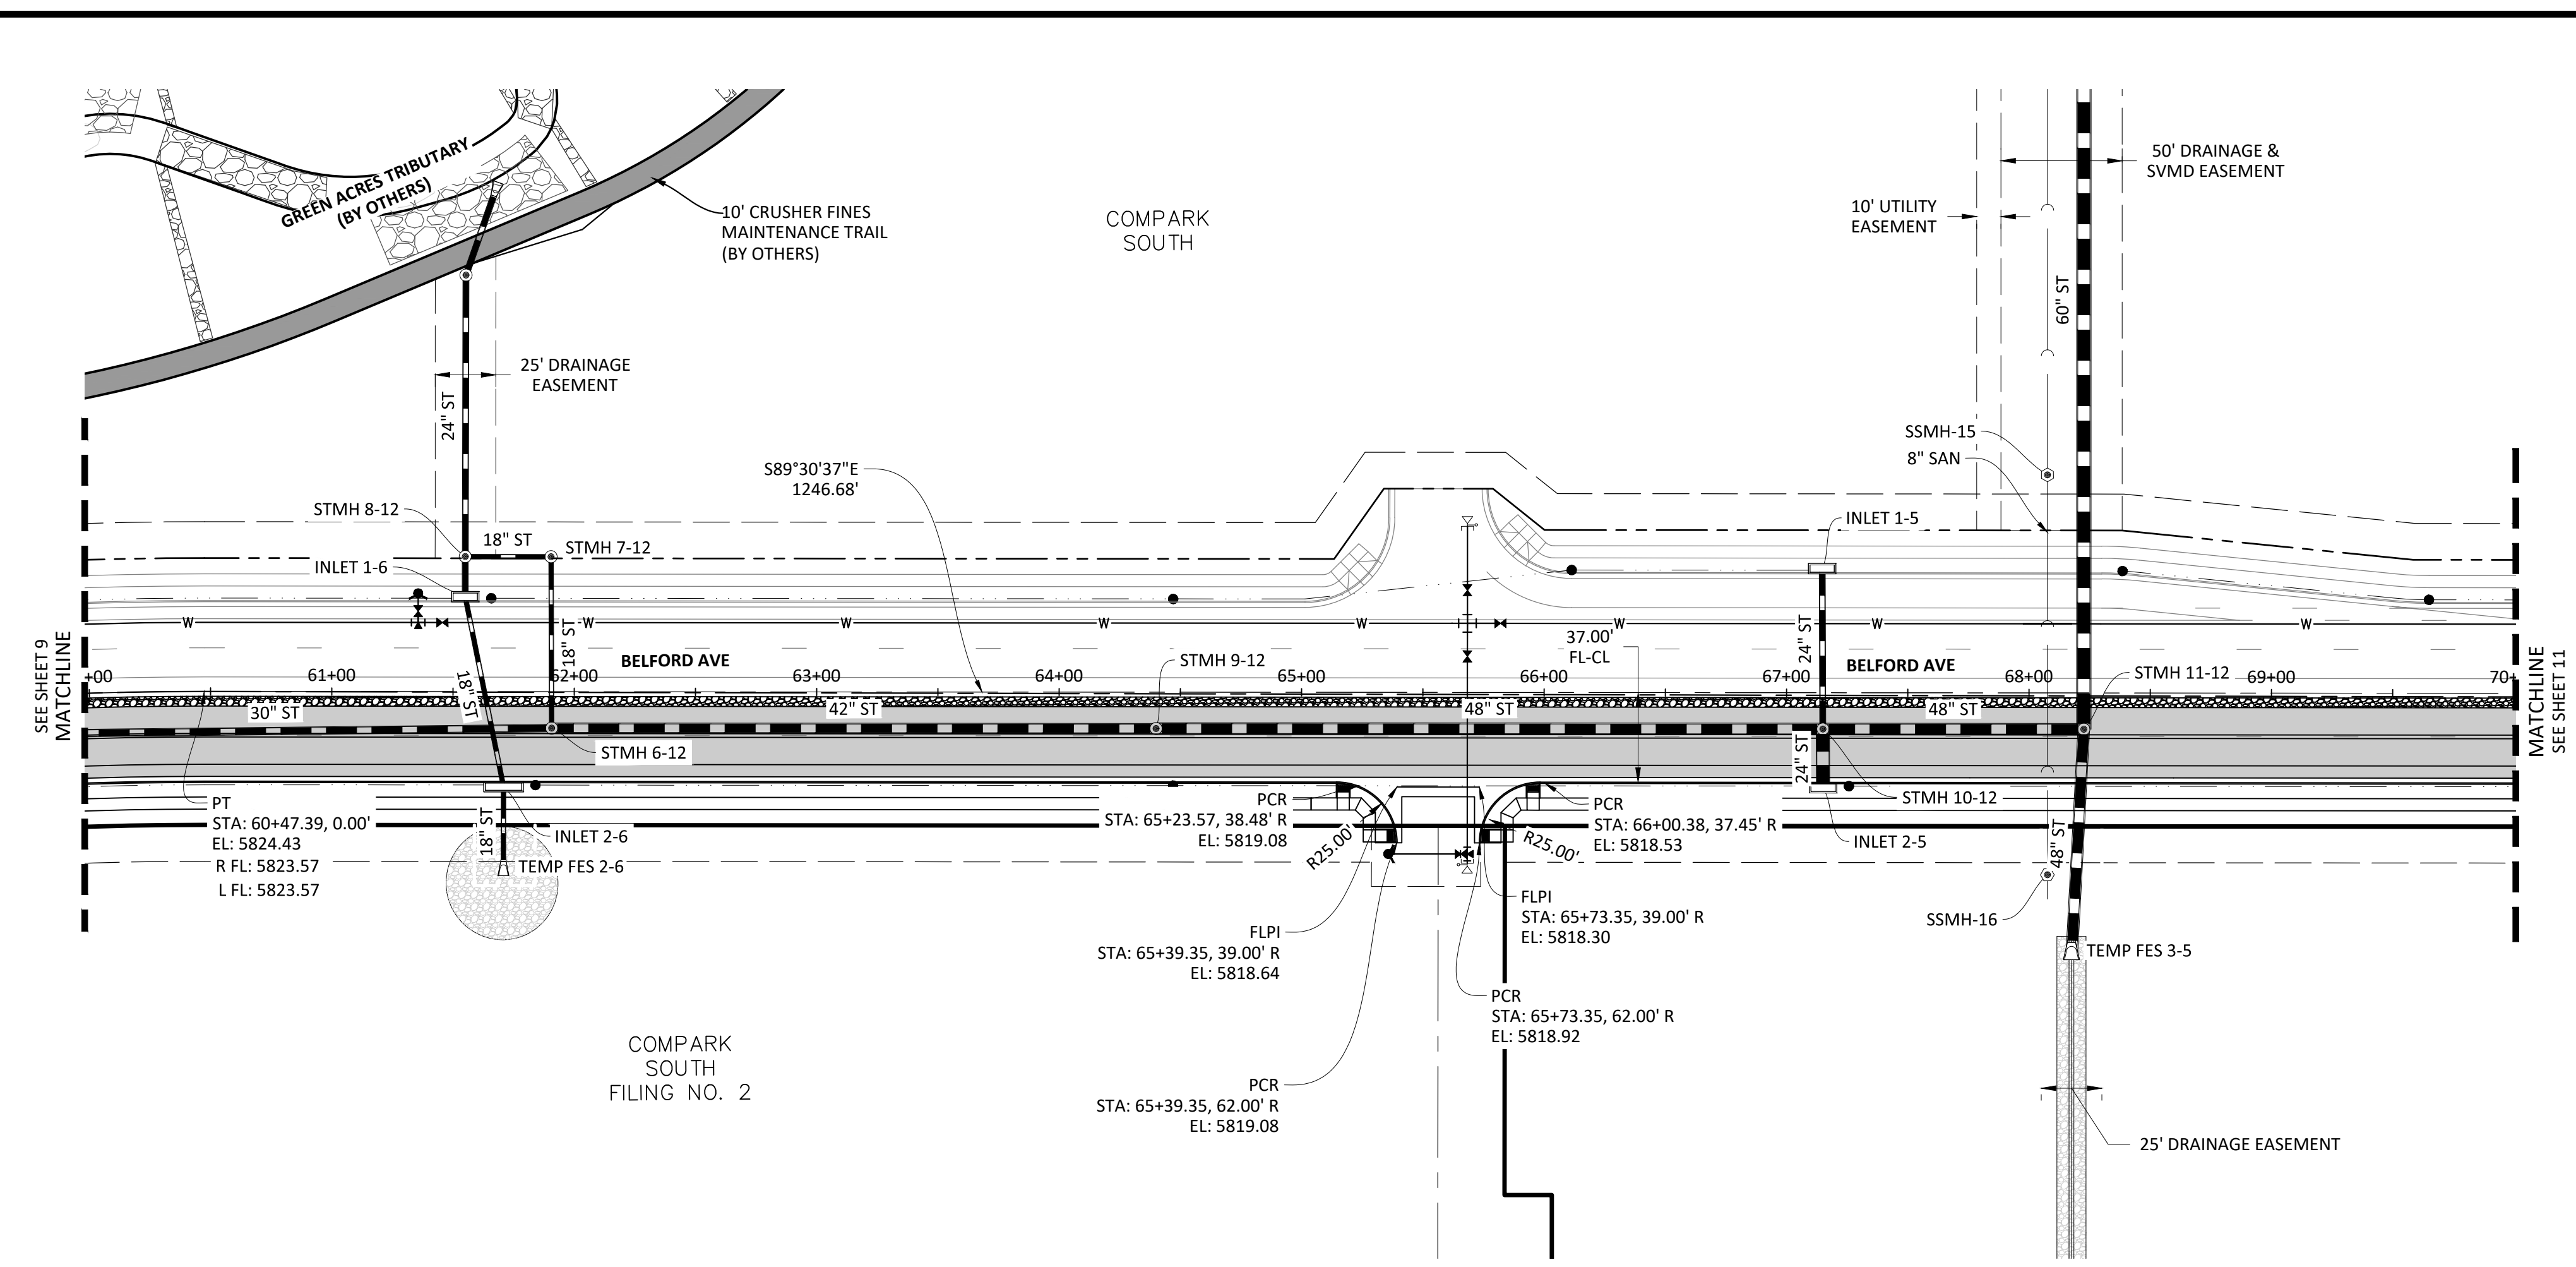 GREEN ACRES TRIBUTARY
(BY OTHERS)
10' CRUSHER FINES
MAINTENANCE TRAIL
(BY OTHERS)
COMPARK
SOUTH
50' DRAINAGE &
SVMD EASEMENT
10' UTILITY
EASEMENT
60" ST
25' DRAINAGE
EASEMENT
24" ST
SSMH-15
8" SAN
S89°30'37"E
1246.68'
STMH 8-12
18" ST
STMH 7-12
INLET 1-6
INLET 1-5
W
W
W
W
W
W
W
W
SEE SHEET 9
MATCHLINE
18" ST
18" ST
37.00'
FL-CL
24" ST
BELFORD AVE
STMH 9-12
BELFORD AVE
STMH 11-12
+00
61+00
62+00
63+00
64+00
65+00
66+00
67+00
68+00
69+00
70+
MATCHLINE
SEE SHEET 11
30" ST
42" ST
48" ST
48" ST
STMH 6-12
24" ST
STMH 10-12
PT
STA: 60+47.39, 0.00'
EL: 5824.43
R FL: 5823.57
L FL: 5823.57
18" ST
INLET 2-6
TEMP FES 2-6
PCR
STA: 65+23.57, 38.48' R
EL: 5819.08
R25.00'
R25.00'
PCR
STA: 66+00.38, 37.45' R
EL: 5818.53
INLET 2-5
48" ST
FLPI
STA: 65+39.35, 39.00' R
EL: 5818.64
FLPI
STA: 65+73.35, 39.00' R
EL: 5818.30
SSMH-16
TEMP FES 3-5
PCR
STA: 65+73.35, 62.00' R
EL: 5818.92
COMPARK
SOUTH
FILING NO. 2
PCR
STA: 65+39.35, 62.00' R
EL: 5819.08
25' DRAINAGE EASEMENT